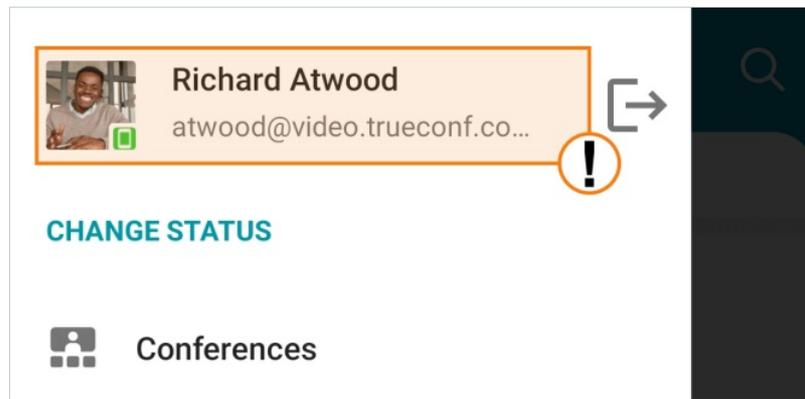 Richard Atwood
atwood@video.trueconf.co...
!
CHANGE STATUS
Conferences